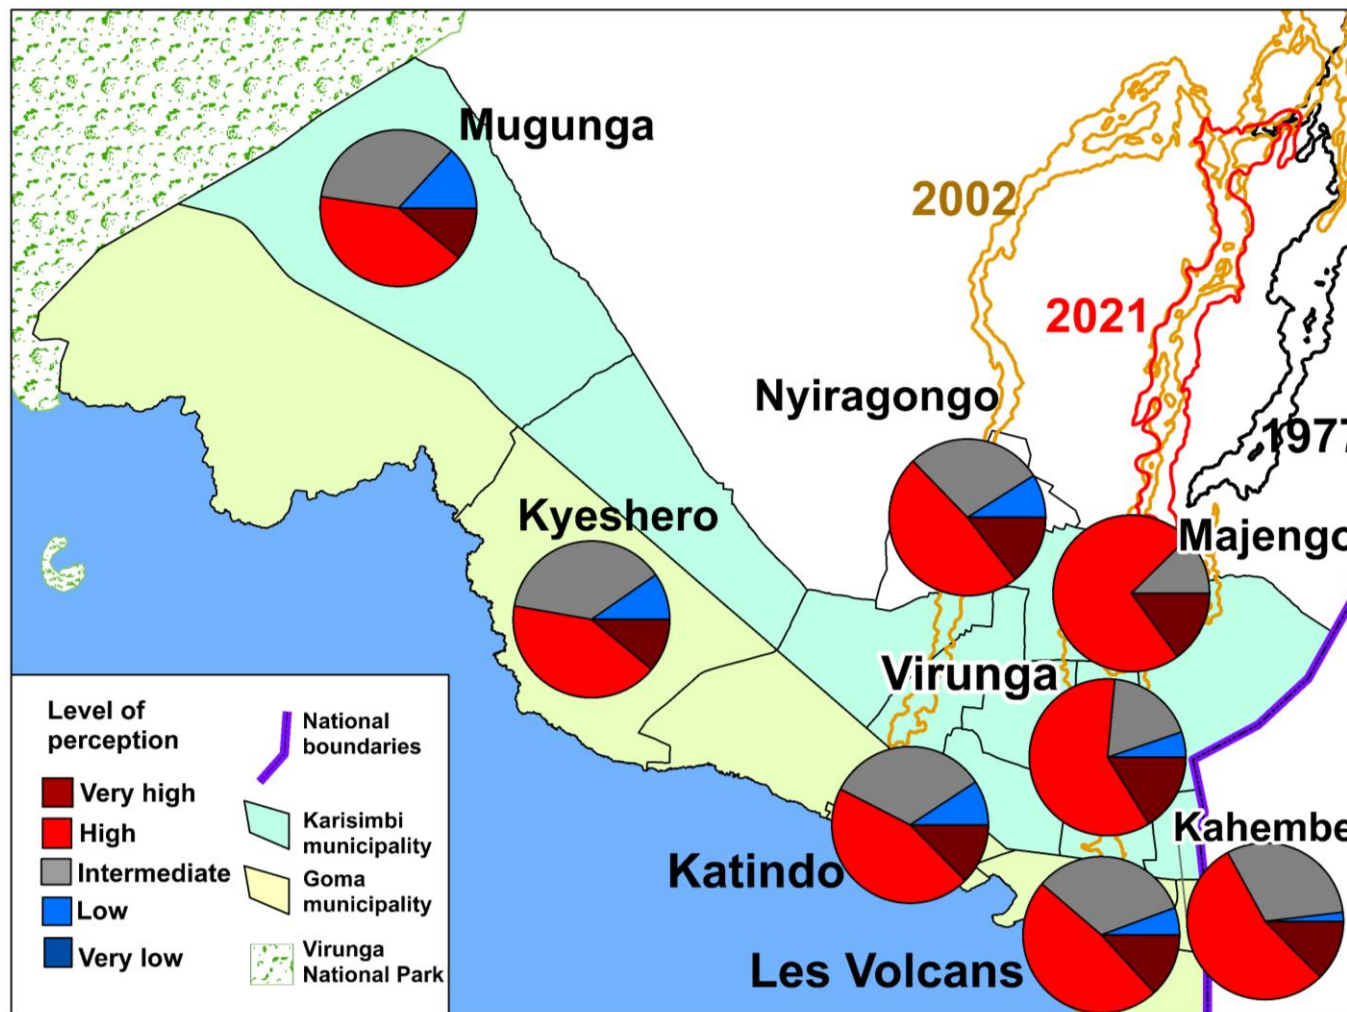 Mugunga
2002
2021
Nyiragongo
1977
Kyeshero
Majengo
Virunga
Kahembe
Katindo
Les Volcans
Level of
perception
Very high
High
Intermediate
Low
Very low
National
boundaries
Karisimbi
municipality
Goma
municipality
Virunga
National Park